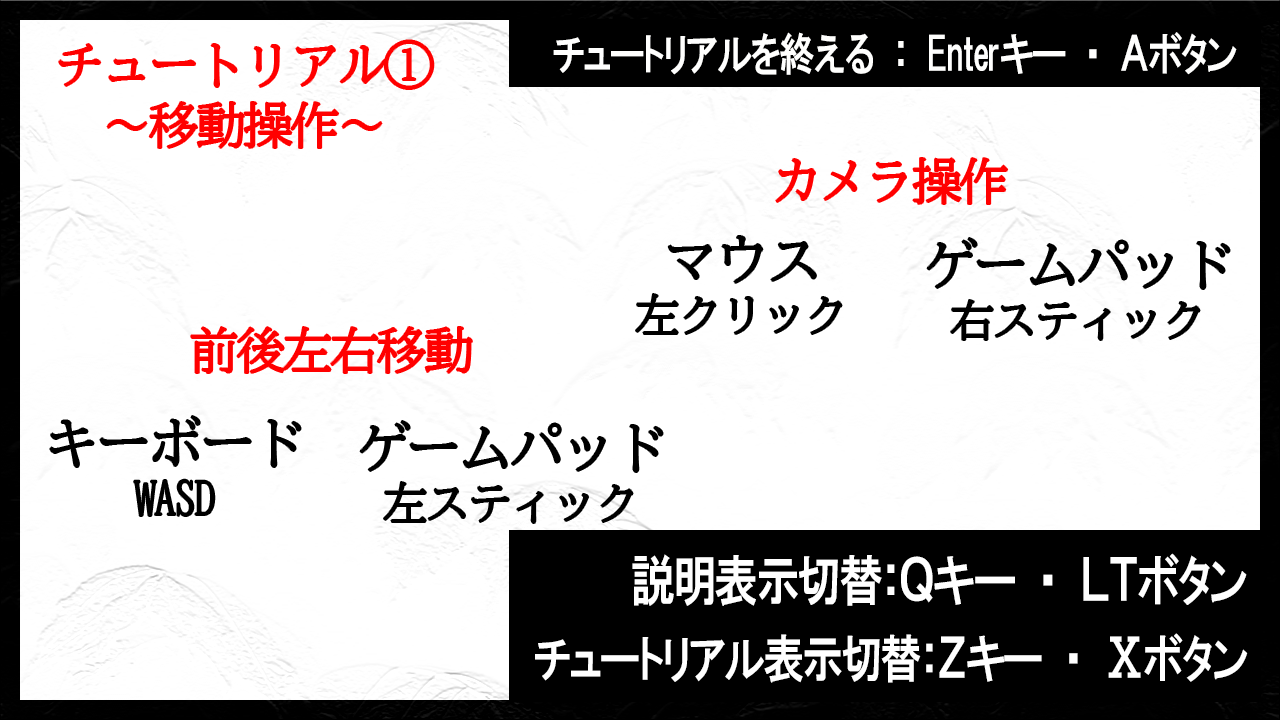 チュートリアル①
~移動操作~
チュートリアルを終える : Enterキー ・ Aボタン
カメラ操作
マウス
左クリック
ゲームパッド
右スティック
前後左右移動
キーボード
WASD
ゲームパッド
左スティック
説明表示切替:Qキー ・ LTボタン
チュートリアル表示切替:Zキー ・ Xボタン